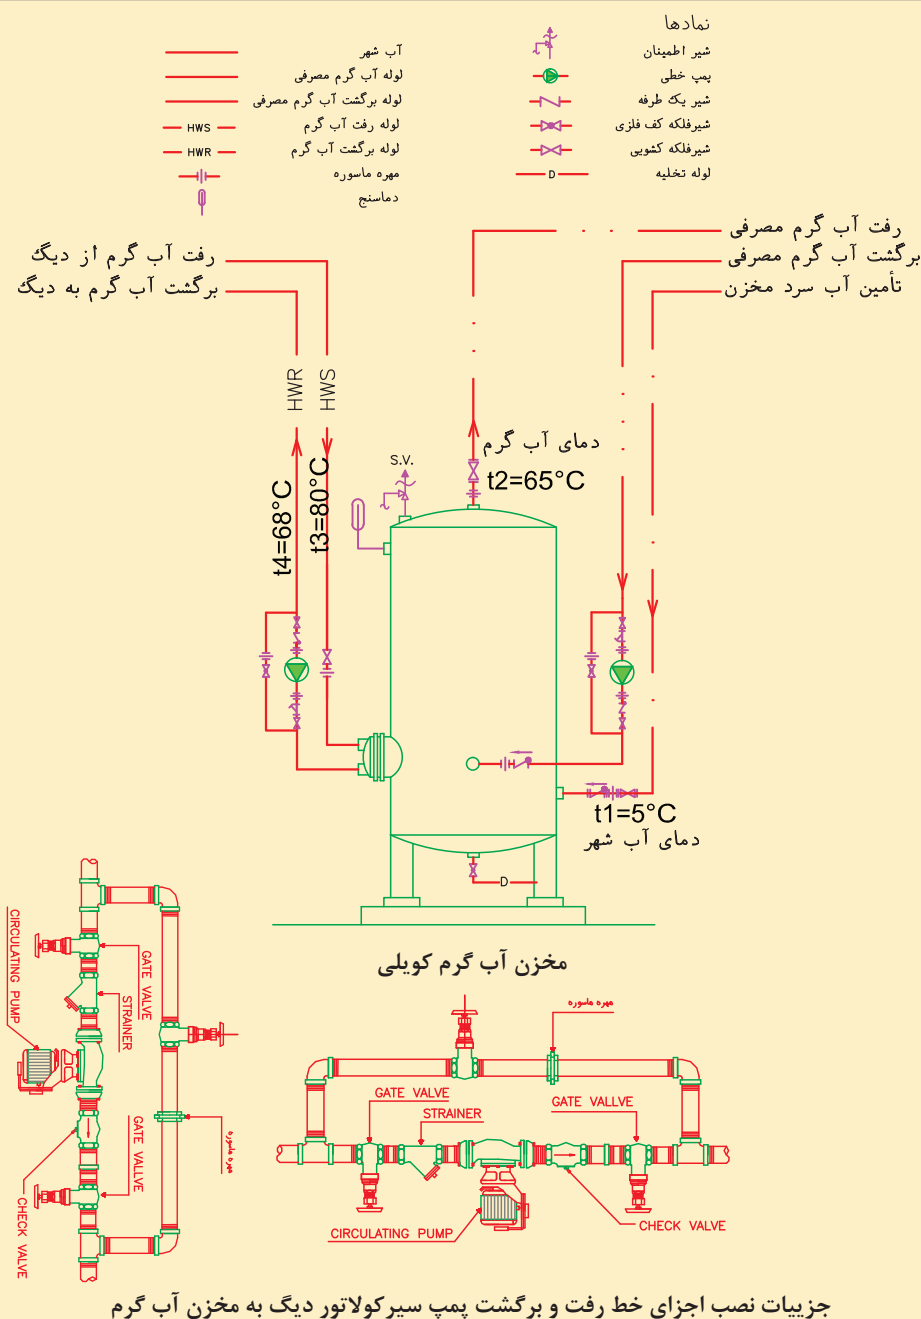 نمادها
شیر اطمینان
پمپ خطی
شیر یک طرفه
شیرفلکه کف فلزی
شیرفلکه کشویی
لوله تخلیه
D
آب شهر
لوله آب گرم مصرفی
لوله برگشت آب گرم مصرفی
لوله رفت آب گرم
HWS
لوله برگشت آب گرم
HWR
مهره ماسوره
دماسنج
رفت آب گرم مصرفی
برگشت آب گرم مصرفی
تأمین آب سرد مخزن
رفت آب گرم از دیگ
برگشت آب گرم به دیگ
HWR
HWS
دمای آب گرم
t2=65°C
S.V.
t4=68°C
t3=80°C
t1=5°C
دمای آب شهر
D
مخزن آب گرم کویلی
CIRCULATING PUMP
GATE VALVE
STRAINER
GATE VALLVE
مهره ماسوره
CHECK VALVE
مهره ماسوره
GATE VALVE
STRAINER
GATE VALLVE
CIRCULATING PUMP
CHECK VALVE
جزییات نصب اجزای خط رفت و برگشت پمپ سیرکولاتور دیگ به مخزن آب گرم